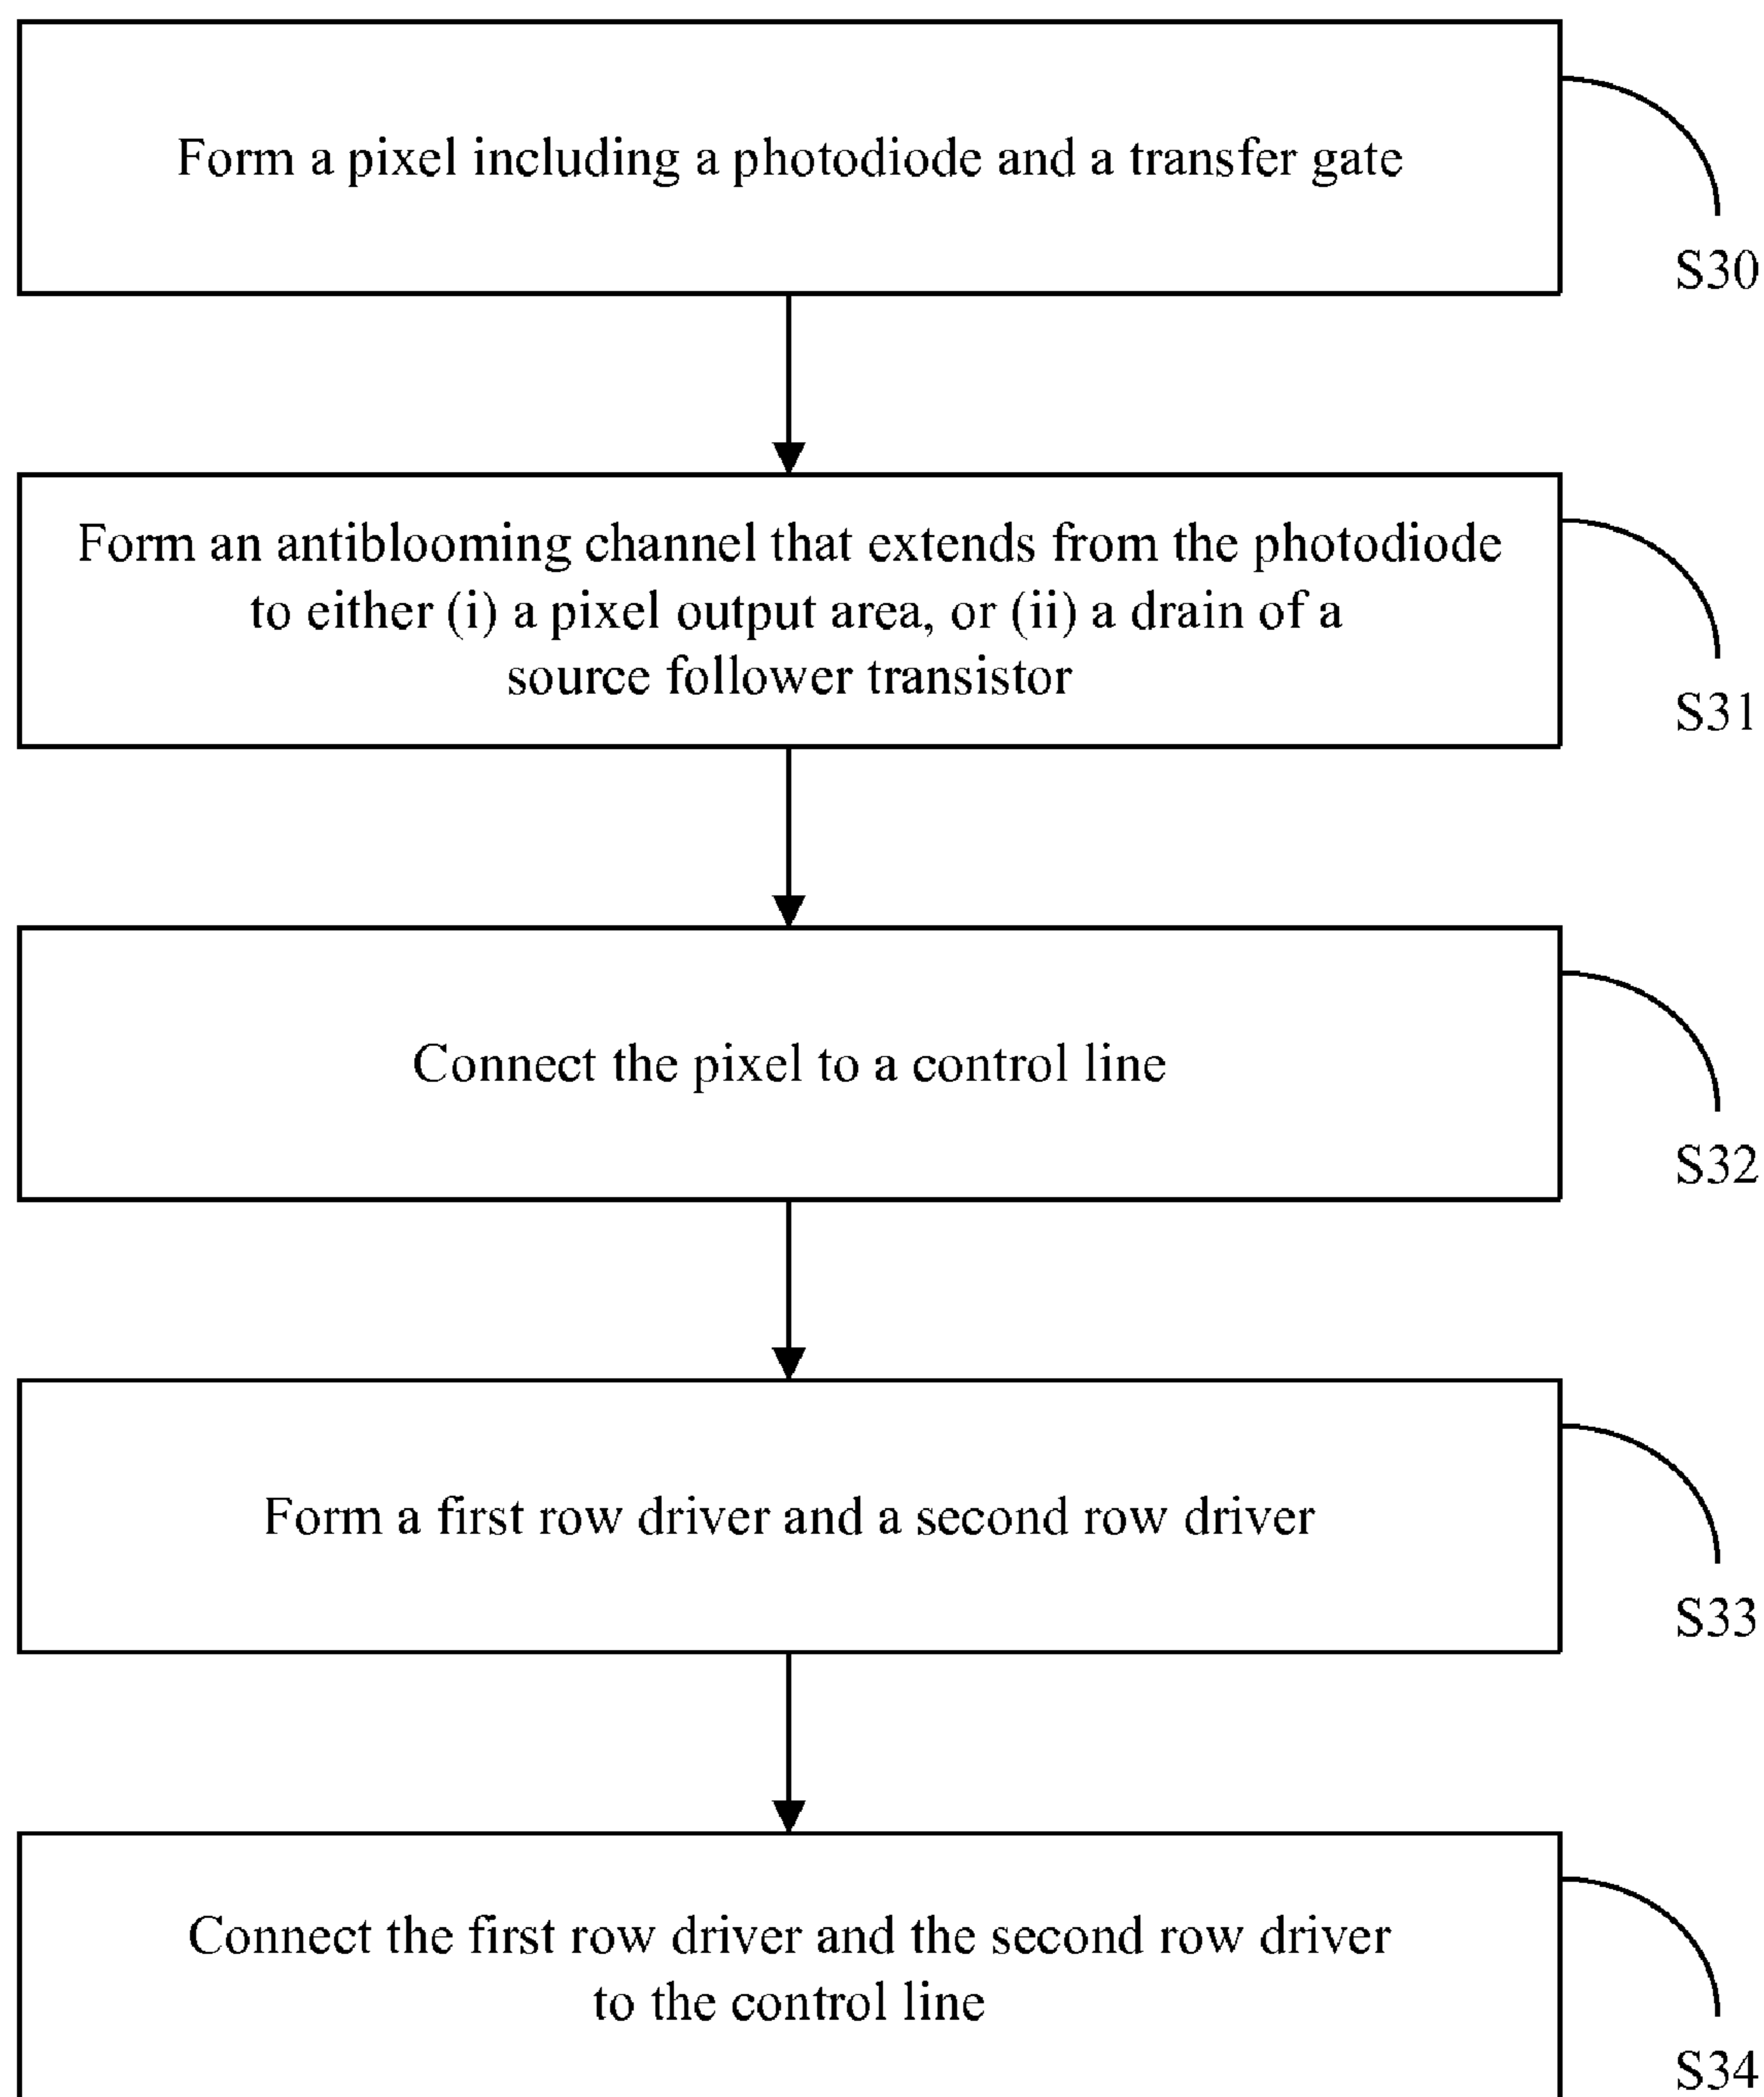 Form a pixel including a photodiode and a transfer gate
S30
Form an antiblooming channel that extends from the photodiode
to either (i) a pixel output area, or (ii) a drain of a
source follower transistor
S31
Connect the pixel to a control line
S32
Form a first row driver and a second row driver
S33
Connect the first row driver and the second row driver
to the control line
S34